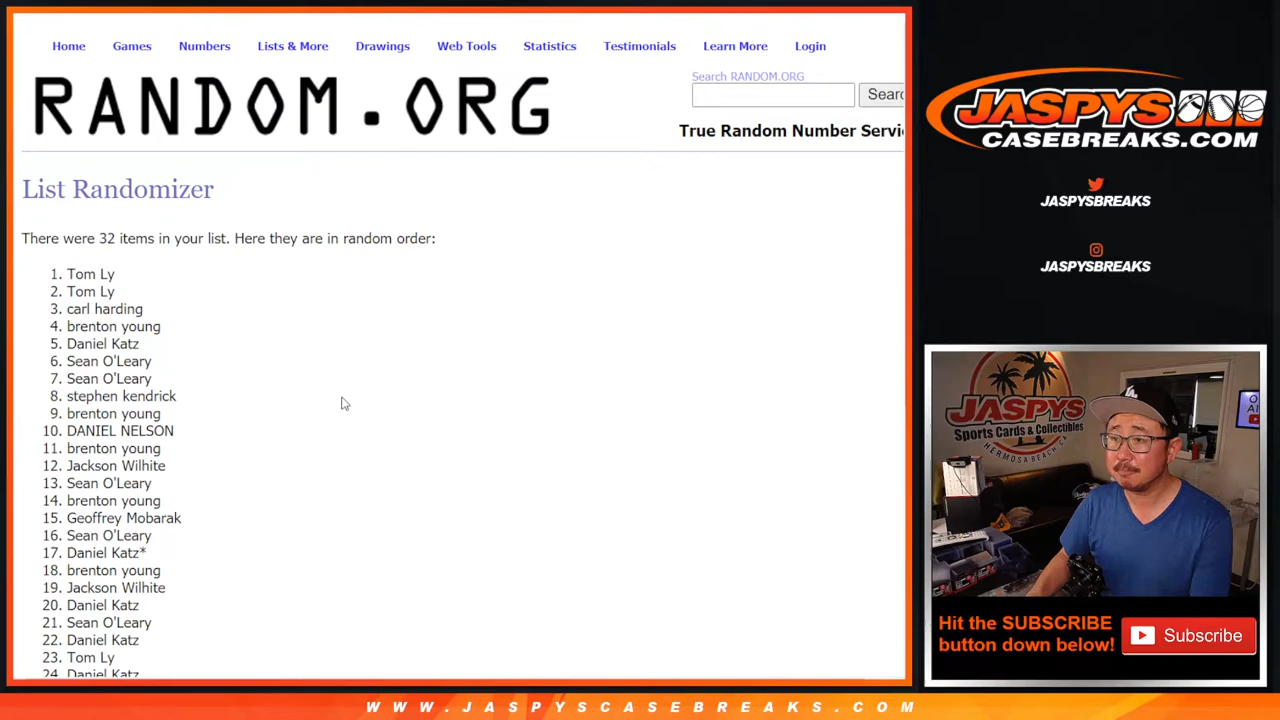 Home Games Numbers Lists & More Drawings Web Tools Statistics Testimonials Learn More Login
RANDOM.ORG
Search RANDOM.ORG
Searc
True Random Number Servi
List Randomizer
There were 32 items in your list. Here they are in random order:
1. Tom Ly
2. Tom Ly
3. carl harding
4. brenton young
5. Daniel Katz
6. Sean O'Leary
7. Sean O'Leary
8. stephen kendrick
9. brenton young
10. DANIEL NELSON
11. brenton young
12. Jackson Wilhite
13. Sean O'Leary
14. brenton young
15. Geoffrey Mobarak
16. Sean O'Leary
17. Daniel Katz*
18. brenton young
19. Jackson Wilhite
20. Daniel Katz
21. Sean O'Leary
22. Daniel Katz
23. Tom Ly
24. Daniel Katz
JASPYS
CASEBREAKS.COM
JASPYSBREAKS
JASPYSBREAKS
JASPYS
Sports Cards & Collectibles
HERMOSA BEACH, CA
Hit the SUBSCRIBE
button down below!
Subscribe
WWW.JASPYSCASEBREAKS.COM